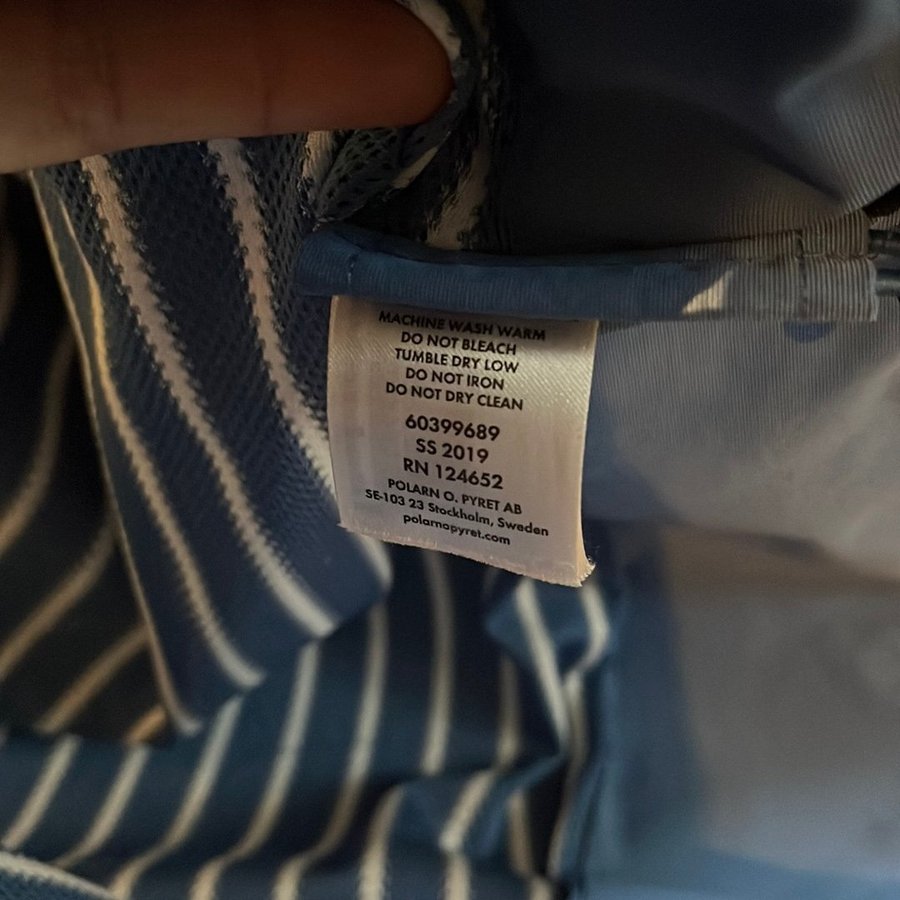 MACHINE WASH WARM
DO NOT BLEACH
TUMBLE DRY LOW
DO NOT IRON
DO NOT DRY CLEAN
60399689
SS 2019
RN 124652
POLARN O. PYRET AB
SE-103 23 Stockholm, Sweden
polarnopyret.com